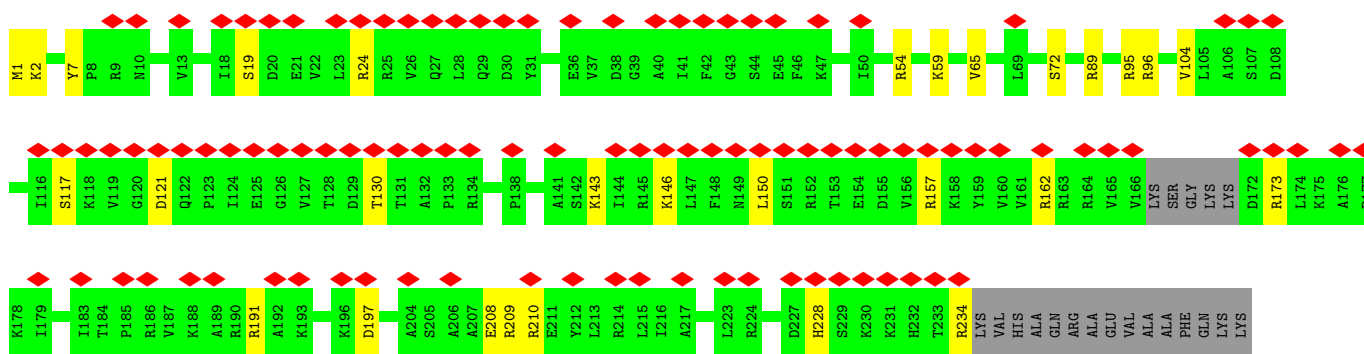 M1 K2 Y7 P8 R9 N10 V13 I18 S19 D20 E21 V22 L23 R24 R25 V26 Q27 L28 Q29 D30 Y31 E36 V37 D38 G39 A40 I41 F42 G43 S44 E45 F46 K47 I50 R54 K59 V65 L69 S72 R89 R95 R96 V104 L105 A106 S107 D108
I116 S117 K118 V119 G120 D121 Q122 P123 I124 E125 G126 V127 T128 D129 T130 T131 A132 P133 R134 P138 A141 S142 K143 I144 R145 K146 L147 F148 N149 L150 S151 R152 T153 E154 D155 V156 R157 K158 Y159 V160 V161 R162 R163 R164 V165 V166 LYS SER GLY LYS LYS D172 R173 L174 K175 A176
K178 I179 I183 T184 P185 R186 V187 K188 A189 R190 R191 A192 K193 K196 D197 A204 S205 A206 A207 E208 R209 R210 E211 Y212 L213 R214 L215 I216 A217 L223 R224 D227 H228 S229 K230 K231 H232 T233 R234 LYS VAL HIS ALA GLN ARG ALA GLU VAL ALA ALA PHE GLN LYS LYS